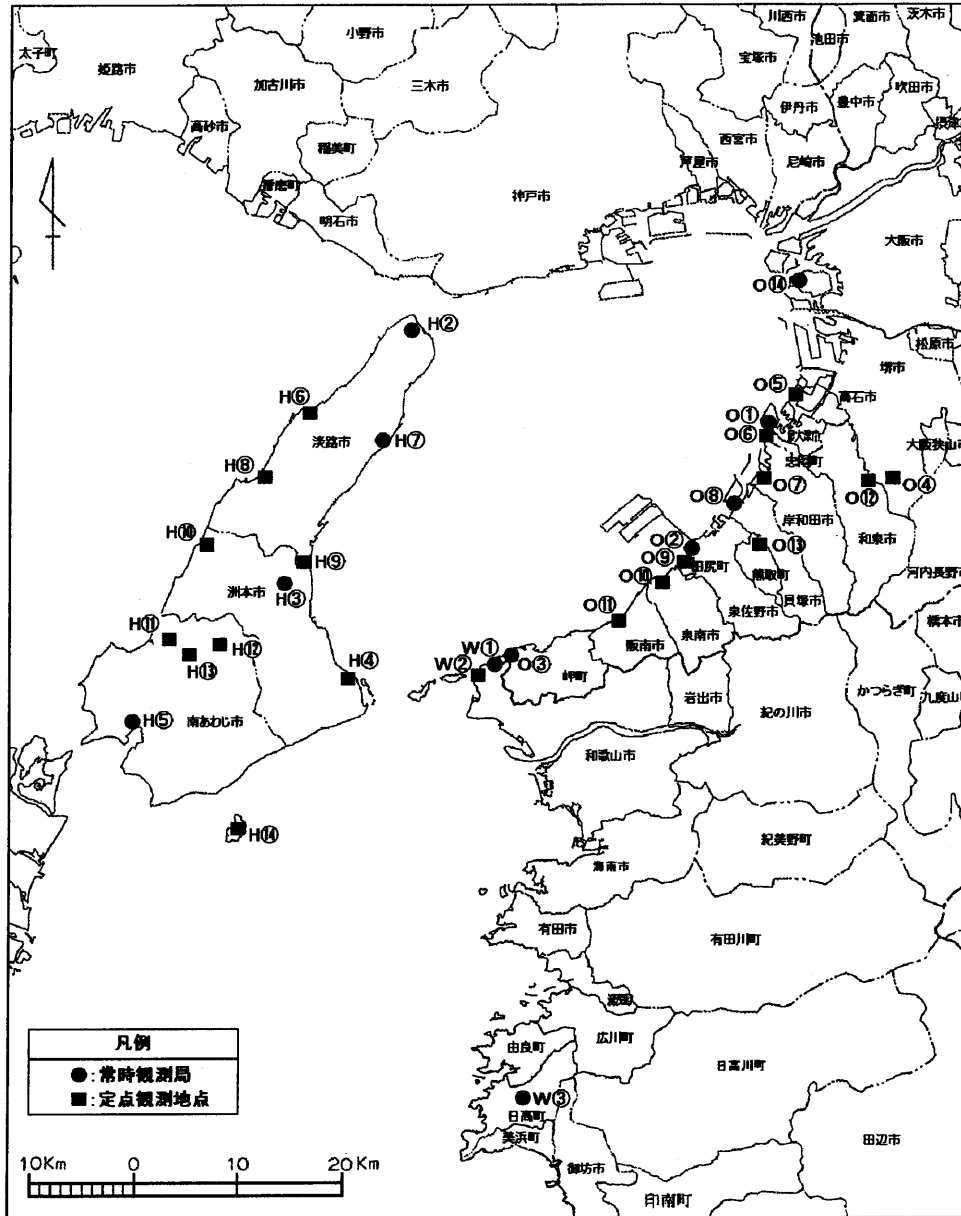 太子町
姫路市
小野市
加古川市
三木市
高砂市
稲美町
播磨町
明石市
神戸市
川西市
箕面市
茨木市
池田市
宝塚市
吹田市
豊中市
伊丹市
西宮市
芦屋市
尼崎市
大阪市
O⑭
H②
松原市
堺市
O⑤
高石市
H⑥
O①
淡路市
H⑦
O⑥
忠岡町
大阪狭山市
H⑧
O⑦
O⑫
O④
O⑧
岸和田市
和泉市
H⑩
O②
O⑬
H⑨
O⑨
田尻町
熊取町
河内長野市
洲本市
H③
O⑩
貝塚市
泉佐野市
橋本市
H⑪
O⑪
阪南市
泉南市
H⑫
H⑬
W①
W②
O③
H④
岬町
岩出市
かつらぎ町
九度山町
紀の川市
H⑤
南あわじ市
和歌山市
H⑭
紀美野町
海南市
有田市
有田川町
広川町
由良町
日高川町
W③
日高町
美浜町
田辺市
御坊市
印南町
凡例
●:常時観測局
■:定点観測地点
10Km 0 10 20Km